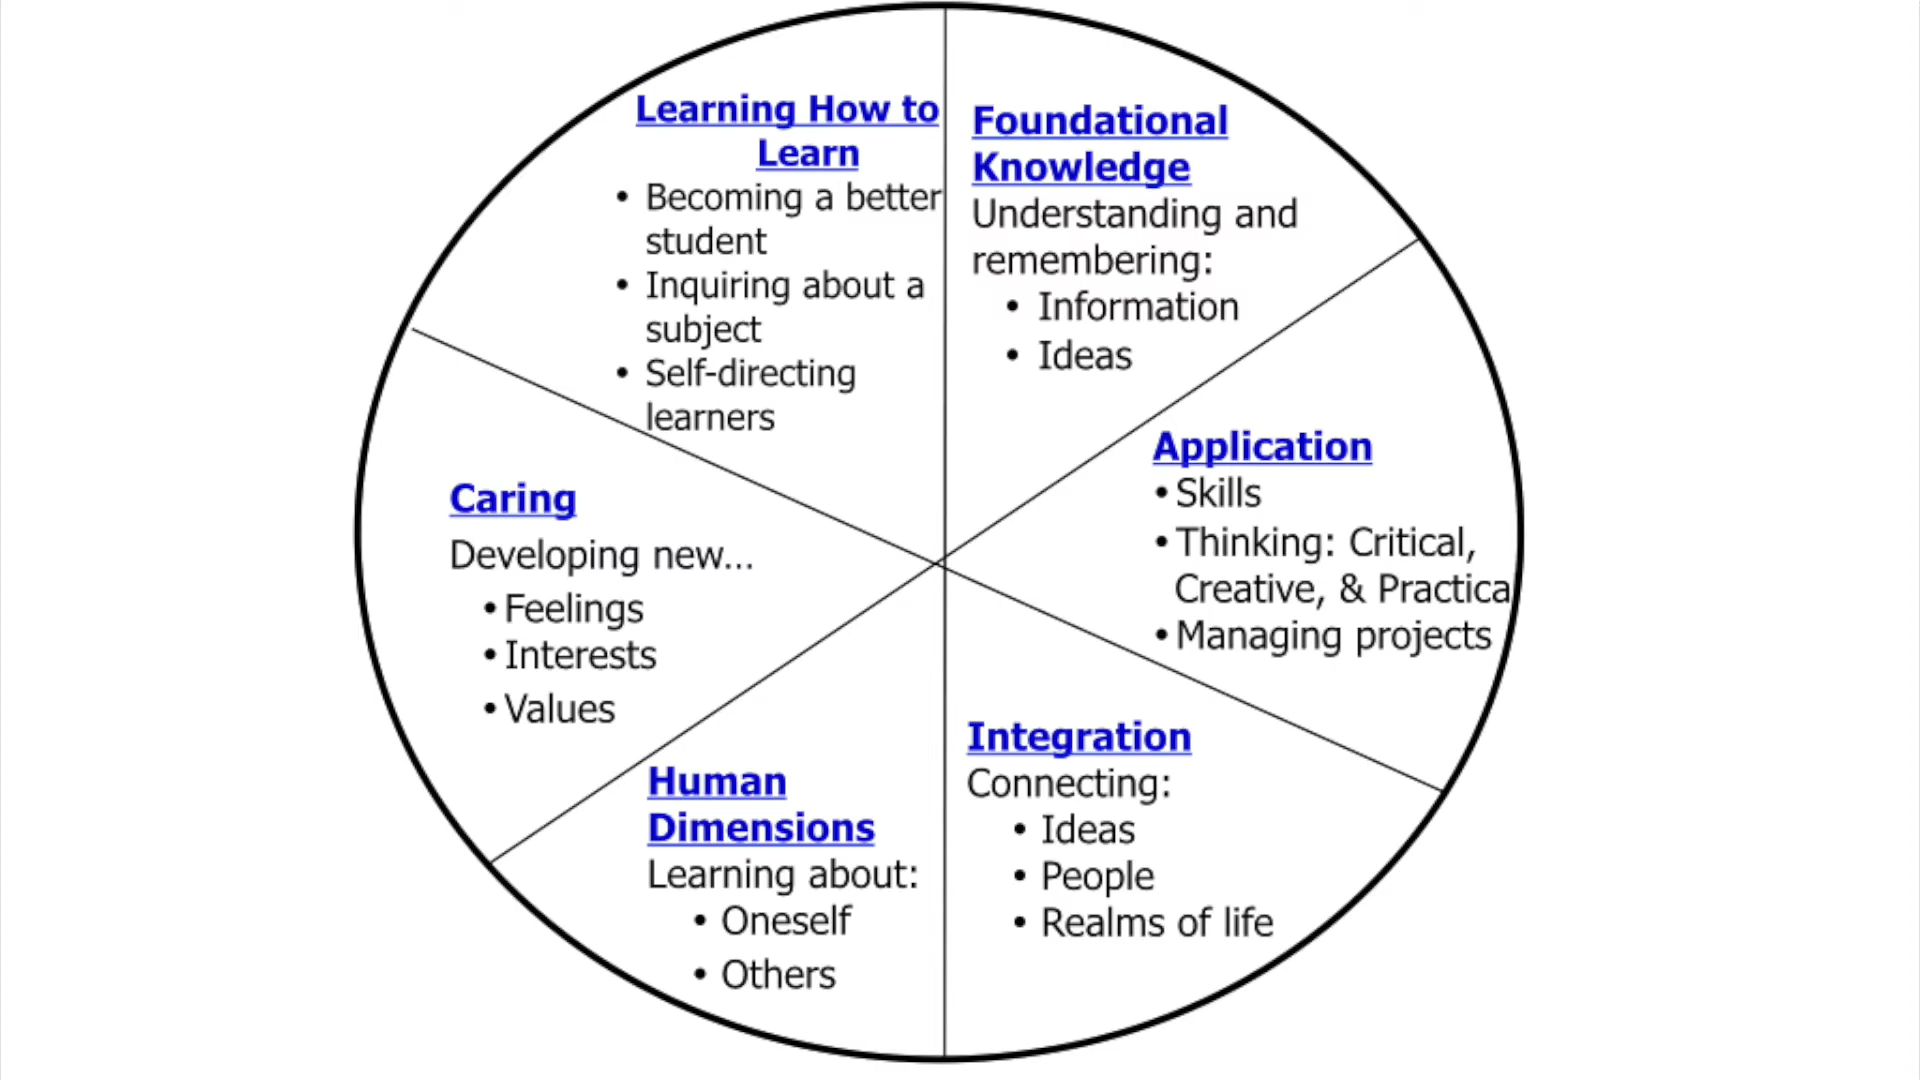 Learning How to
Learn
• Becoming a better
student
• Inquiring about a
subject
• Self-directing
learners
Foundational
Knowledge
Understanding and
remembering:
• Information
• Ideas
Application
• Skills
• Thinking: Critical,
Creative, & Practica
• Managing projects
Integration
Connecting:
• Ideas
• People
• Realms of life
Human
Dimensions
Learning about:
• Oneself
• Others
Caring
Developing new...
• Feelings
• Interests
• Values